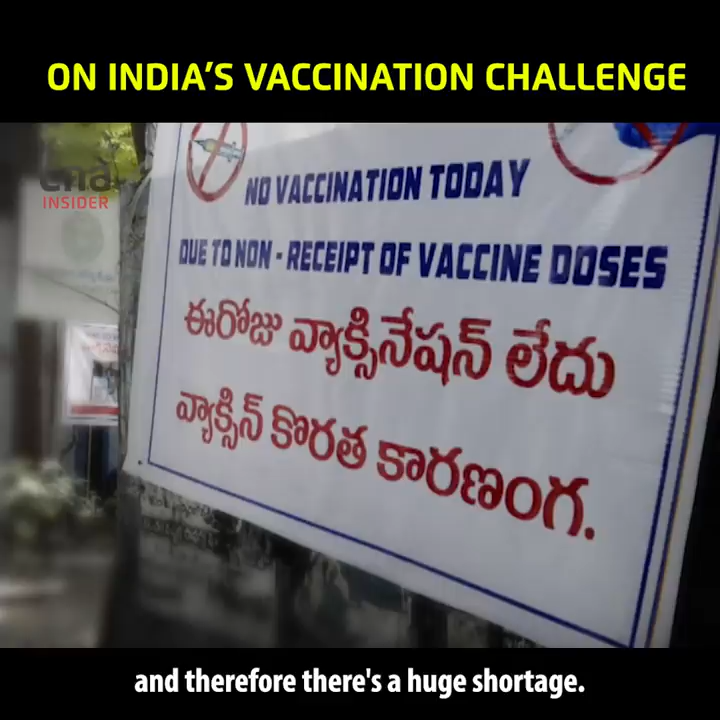 ON INDIA'S VACCINATION CHALLENGE
cna
INSIDER
NO VACCINATION TODAY
DUE TO NON - RECEIPT OF VACCINE DOSES
ఈరోజు వ్యాక్సినేషన్ లేదు
వ్యాక్సిన్ కొరత కారణంగ.
and therefore there's a huge shortage.